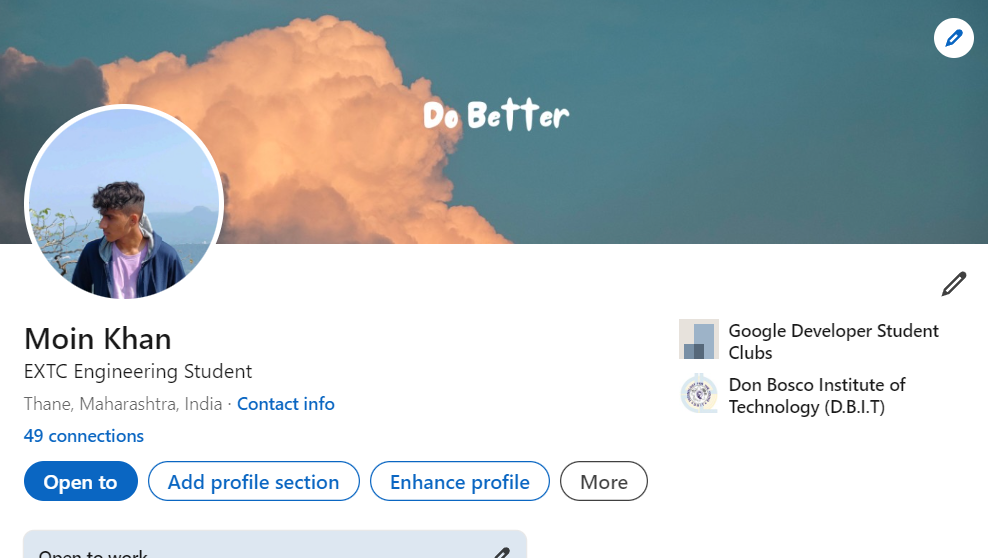 Do Better
Moin Khan
EXTC Engineering Student
Thane, Maharashtra, India · Contact info
49 connections
Open to
Add profile section
Enhance profile
More
Google Developer Student
Clubs
Don Bosco Institute of
Technology (D.B.I.T)
Open to work